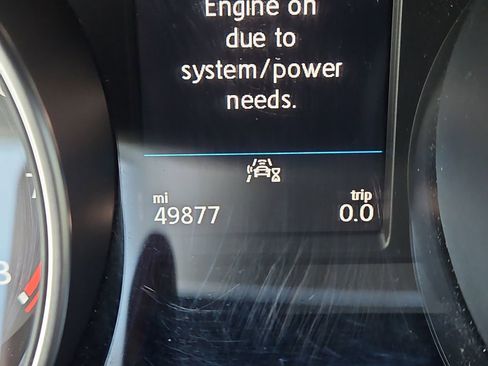 Engine on
due to
system/power
needs.
mi trip
49877 0.0